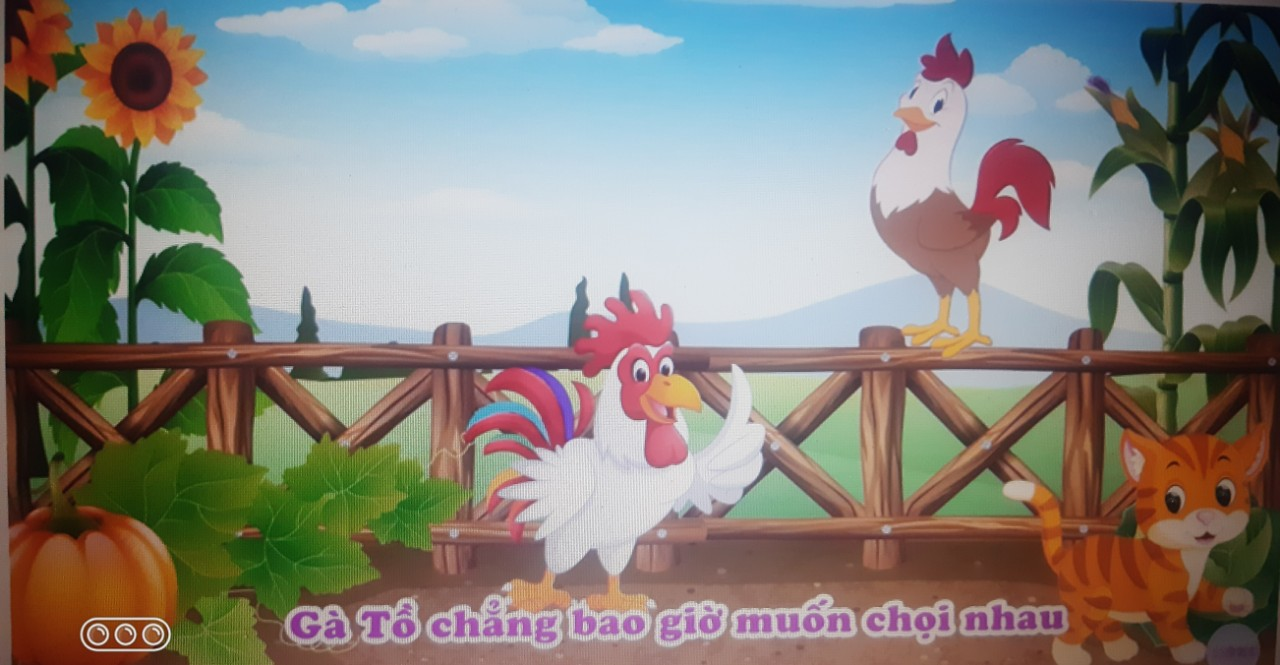 Gà Tồ chẳng bao giờ muốn chọi nhau